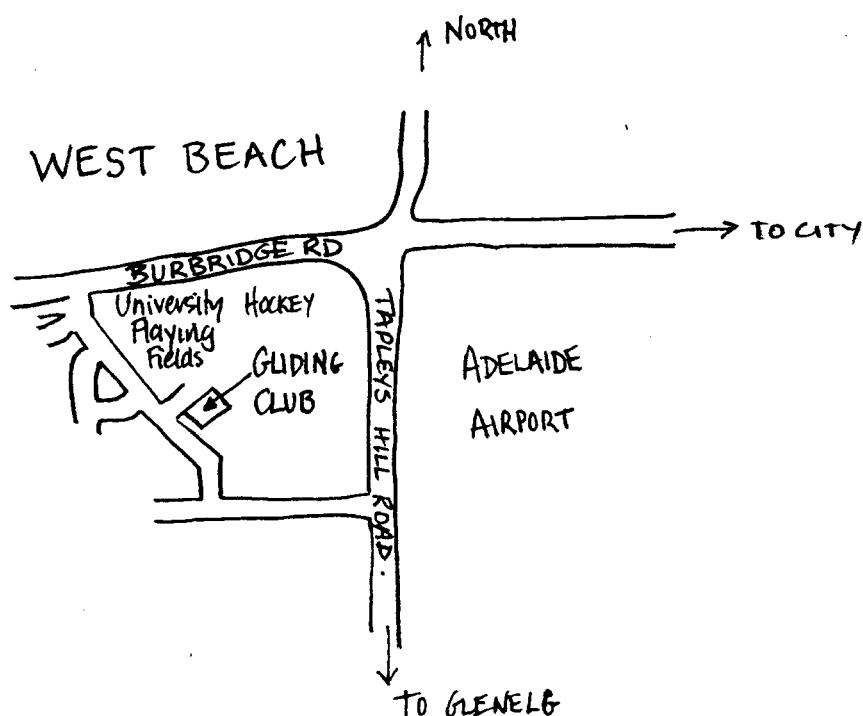 NORTH
WEST BEACH
TO CITY
BURBRIDGE RD
University Hockey
Playing
Fields
GLIDING
CLUB
TAPLEYS HILL ROAD.
ADELAIDE
AIRPORT
TO GLENELG